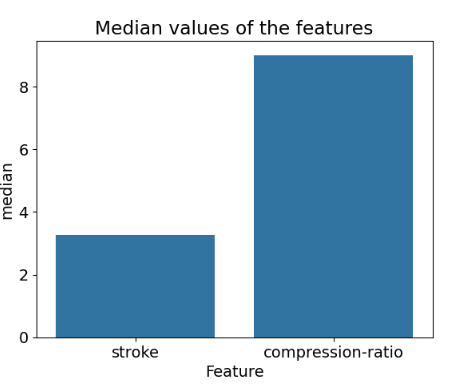 Median values of the features
8
6
4
2
0
median
stroke
compression-ratio
Feature